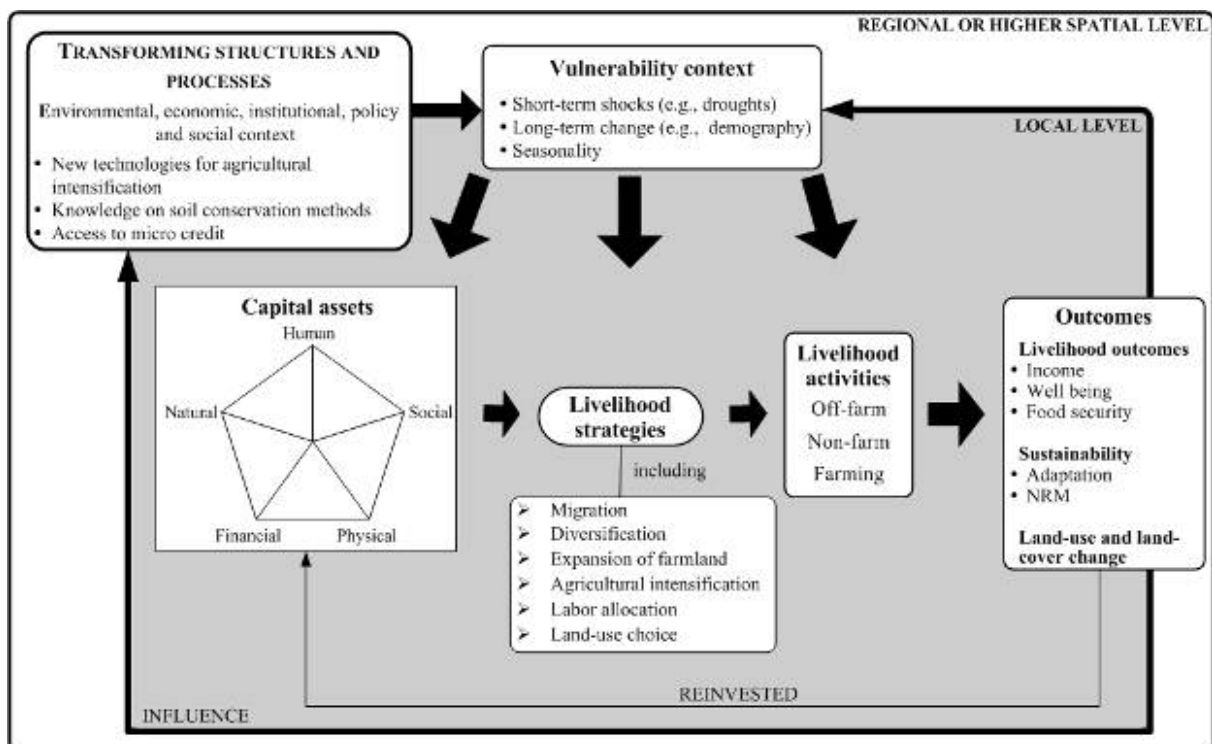 REGIONAL OR HIGHER SPATIAL LEVEL
TRANSFORMING STRUCTURES AND
PROCESSES
Environmental, economic, institutional, policy
and social context
• New technologies for agricultural
intensification
• Knowledge on soil conservation methods
• Access to micro credit
Vulnerability context
• Short-term shocks (e.g., droughts)
• Long-term change (e.g., demography)
• Seasonality
LOCAL LEVEL
Capital assets
Human
Natural
Social
Financial
Physical
Livelihood
strategies
including
➢ Migration
➢ Diversification
➢ Expansion of farmland
➢ Agricultural intensification
➢ Labor allocation
➢ Land-use choice
Livelihood
activities
Off-farm
Non-farm
Farming
Outcomes
Livelihood outcomes
• Income
• Well being
• Food security
Sustainability
• Adaptation
• NRM
Land-use and land-
cover change
REINVESTED
INFLUENCE